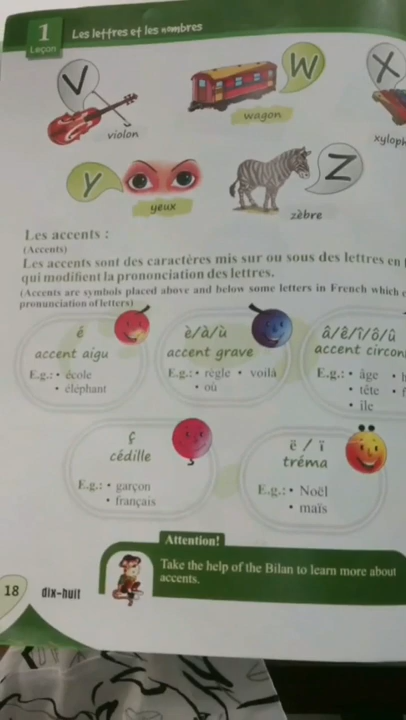 1
Leçon
Les lettres et les nombres
V
W
X
violon
wagon
Y
Z
yeux
zèbre
Les accents :
(Accents)
Les accents sont des caractères mis sur ou sous des lettres en
qui modifient la prononciation des lettres.
(Accents are symbols placed above and below some letters in French which
pronunciation of letters)
é
accent aigu
E.g.: • école
• éléphant
è/à/ù
accent grave
E.g.: • règle • voilà
• où
â/ê/î/ô/û
accent
E.g.: • âge •
• tête •
• île
ç
cédille
E.g.: • garçon
• français
ë / ï
tréma
E.g.: • Noël
• maïs
Attention!
Take the help of the Bilan to learn more about
accents.
18
dix-huit